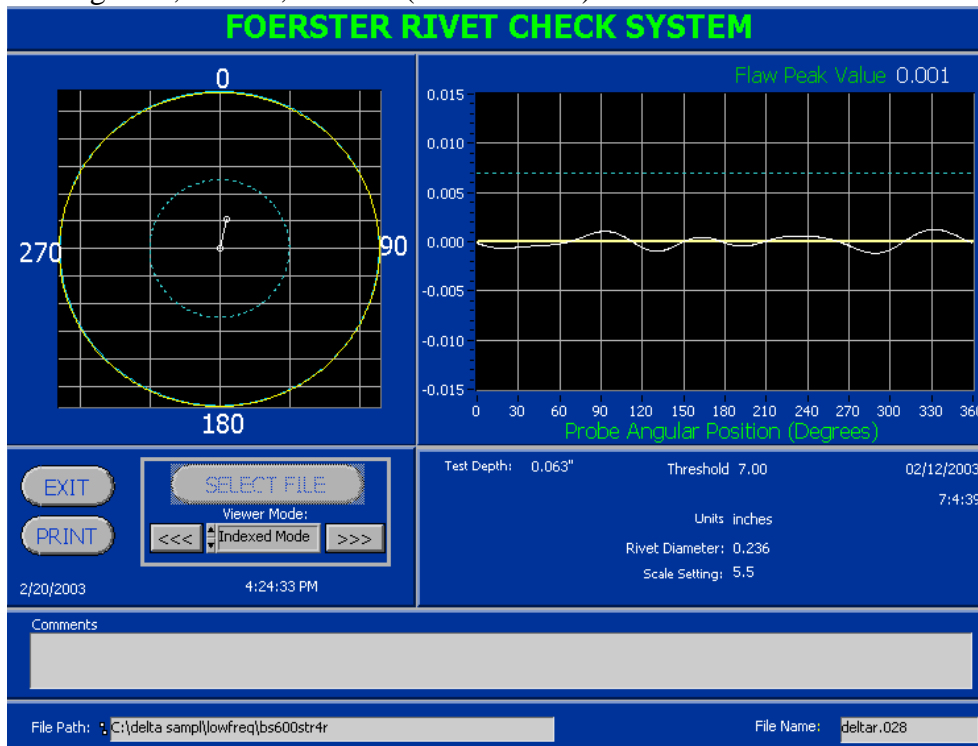 FOERSTER RIVET CHECK SYSTEM
0
270
90
180
Flaw Peak Value 0.001
0.015
0.010
0.005
0.000
-0.005
-0.010
-0.015
0 30 60 90 120 150 180 210 240 270 300 330 360
Probe Angular Position (Degrees)
EXIT
PRINT
SELECT FILE
Viewer Mode:
<<< Indexed Mode >>>
2/20/2003 4:24:33 PM
Test Depth: 0.063" Threshold 7.00 02/12/2003
7:4:39
Units inches
Rivet Diameter: 0.236
Scale Setting: 5.5
Comments
File Path: C:\delta sampl\lowfreq\bs600str4r File Name: deltar.028